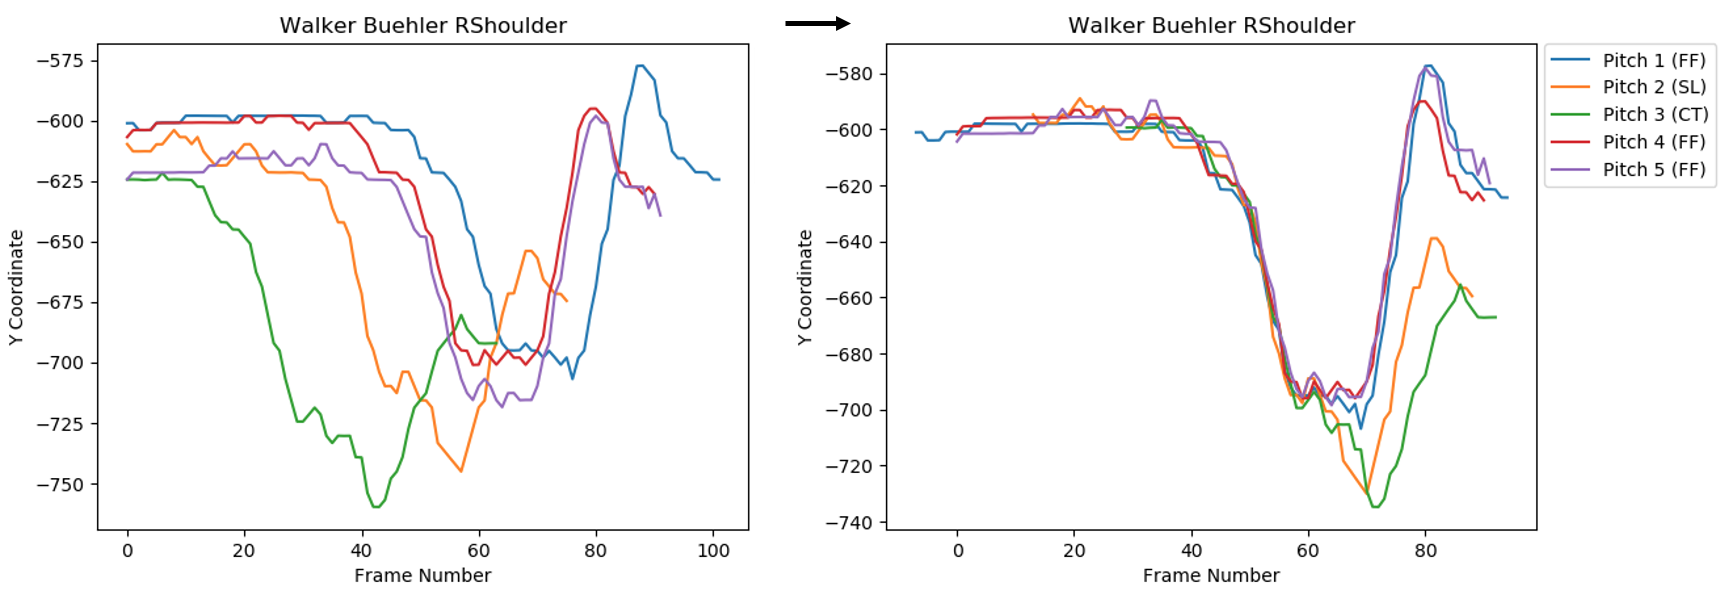 Walker Buehler RShoulder
−575
−600
−625
−650
−675
−700
−725
−750
Y Coordinate
0 20 40 60 80 100
Frame Number
Walker Buehler RShoulder
−580
−600
−620
−640
−660
−680
−700
−720
−740
Y Coordinate
0 20 40 60 80
Frame Number
Pitch 1 (FF)
Pitch 2 (SL)
Pitch 3 (CT)
Pitch 4 (FF)
Pitch 5 (FF)